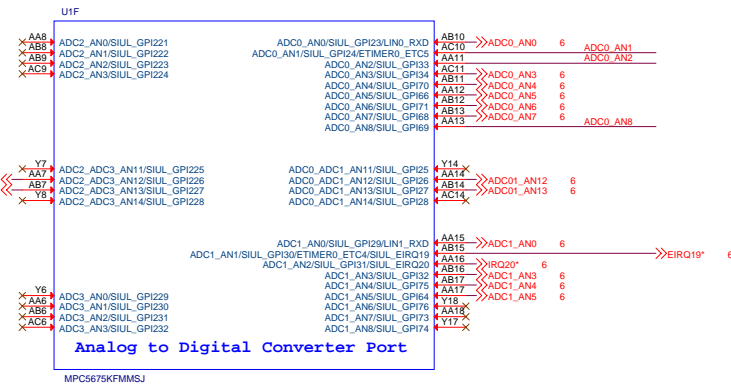 U1F
AA8 ADC2_AN0/SIUL_GPI221 ADC0_AN0/SIUL_GPI23/LIN0_RXD AB10 ADC0_AN0 6
AB8 ADC2_AN1/SIUL_GPI222 ADC0_AN1/SIUL_GPI24/ETIMER0_ETC5 AC10 ADC0_AN1
AB9 ADC2_AN2/SIUL_GPI223 ADC0_AN2/SIUL_GPI33 AA11 ADC0_AN2
AC9 ADC2_AN3/SIUL_GPI224 ADC0_AN3/SIUL_GPI34 AC11 ADC0_AN3 6
ADC0_AN4/SIUL_GPI70 AB11 ADC0_AN4 6
ADC0_AN5/SIUL_GPI66 AA12 ADC0_AN5 6
ADC0_AN6/SIUL_GPI71 AB12 ADC0_AN6 6
ADC0_AN7/SIUL_GPI68 AB13 ADC0_AN7 6
ADC0_AN8/SIUL_GPI69 AA13 ADC0_AN8
Y7 ADC2_ADC3_AN11/SIUL_GPI225 ADC0_ADC1_AN11/SIUL_GPI25 Y14
AA7 ADC2_ADC3_AN12/SIUL_GPI226 ADC0_ADC1_AN12/SIUL_GPI26 AA14 ADC01_AN12 6
AB7 ADC2_ADC3_AN13/SIUL_GPI227 ADC0_ADC1_AN13/SIUL_GPI27 AB14 ADC01_AN13 6
Y8 ADC2_ADC3_AN14/SIUL_GPI228 ADC0_ADC1_AN14/SIUL_GPI28 AC14
ADC1_AN0/SIUL_GPI29/LIN1_RXD AA15 ADC1_AN0 6
ADC1_AN1/SIUL_GPI30/ETIMER0_ETC4/SIUL_EIRQ19 AB15 EIRQ19* 6
ADC1_AN2/SIUL_GPI31/SIUL_EIRQ20 AA16 IRQ20* 6
ADC1_AN3/SIUL_GPI32 AB16 ADC1_AN3 6
ADC1_AN4/SIUL_GPI75 AB17 ADC1_AN4 6
Y6 ADC3_AN0/SIUL_GPI229 ADC1_AN5/SIUL_GPI64 AA17 ADC1_AN5 6
AA6 ADC3_AN1/SIUL_GPI230 ADC1_AN6/SIUL_GPI76 Y18
AB6 ADC3_AN2/SIUL_GPI231 ADC1_AN7/SIUL_GPI73 AA18
AC6 ADC3_AN3/SIUL_GPI232 ADC1_AN8/SIUL_GPI74 Y17
Analog to Digital Converter Port
MPC5675KFMMSJ